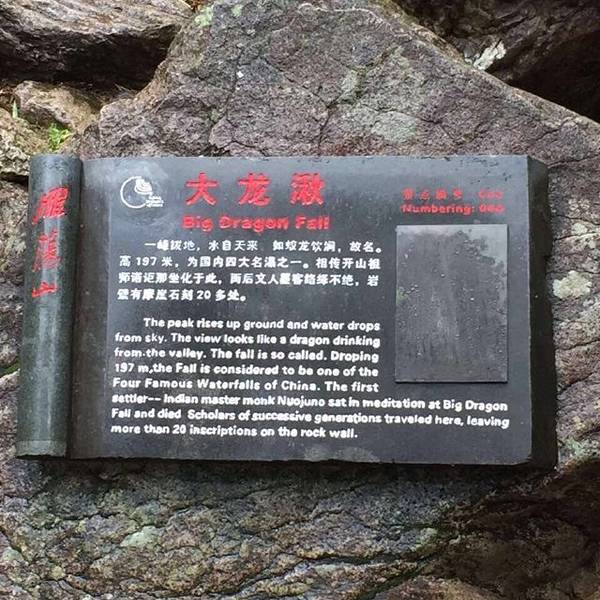 雁荡山
大龙湫
Big Dragon Fall
景点编号
Numbering:
一峰拔地，水自天来 如蛟龙饮涧，故名。
高197米，为国内四大名瀑之一。相传开山祖
师诺讵那坐化于此，而后文人墨客络绎不绝，岩
壁有摩崖石刻20多处。
The peak rises up ground and water drops
from sky. The view looks like a dragon drinking
from the valley. The fall is so called. Droping
197 m,the Fall is considered to be one of the
Four Famous Waterfalls of China. The first
settler-- Indian master monk Nuojuno sat in meditation at Big Dragon
Fall and died Scholars of successive generations traveled here, leaving
more than 20 inscriptions on the rock wall.